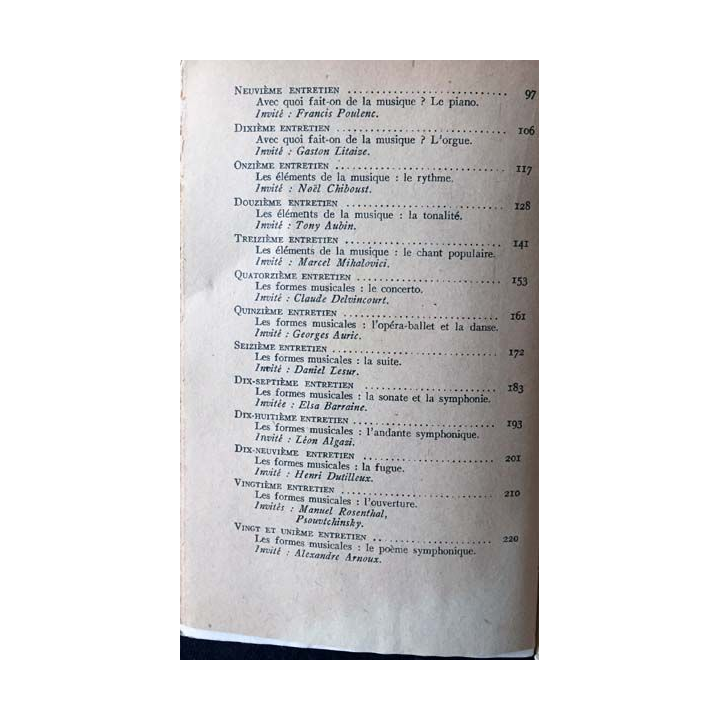 NEUVIÈME ENTRETIEN ........................ 97
Avec quoi fait-on de la musique ? Le piano.
Invité : Francis Poulenc.
DIXIÈME ENTRETIEN ........................ 106
Avec quoi fait-on de la musique ? L'orgue.
Invité : Gaston Litaize.
ONZIÈME ENTRETIEN ........................ 117
Les éléments de la musique : le rythme.
Invité : Noël Chiboust.
DOUZIÈME ENTRETIEN ........................ 128
Les éléments de la musique : la tonalité.
Invité : Tony Aubin.
TREIZIÈME ENTRETIEN ........................ 141
Les éléments de la musique : le chant populaire.
Invité : Marcel Mihalovici.
QUATORZIÈME ENTRETIEN ........................ 153
Les formes musicales : le concerto.
Invité : Claude Delvincourt.
QUINZIÈME ENTRETIEN ........................ 161
Les formes musicales : l'opéra-ballet et la danse.
Invité : Georges Auric.
SEIZIÈME ENTRETIEN ........................ 172
Les formes musicales : la suite.
Invité : Daniel Lesur.
DIX-SEPTIÈME ENTRETIEN ........................ 183
Les formes musicales : la sonate et la symphonie.
Invitée : Elsa Barraine.
DIX-HUITIÈME ENTRETIEN ........................ 193
Les formes musicales : l'andante symphonique.
Invité : Léon Algazi.
DIX-NEUVIÈME ENTRETIEN ........................ 201
Les formes musicales : la fugue.
Invité : Henri Dutilleux.
VINGTIÈME ENTRETIEN ........................ 210
Les formes musicales : l'ouverture.
Invités : Manuel Rosenthal,
Psouvtchinsky.
VINGT ET UNIÈME ENTRETIEN ........................ 220
Les formes musicales : le poème symphonique.
Invité : Alexandre Arnoux.